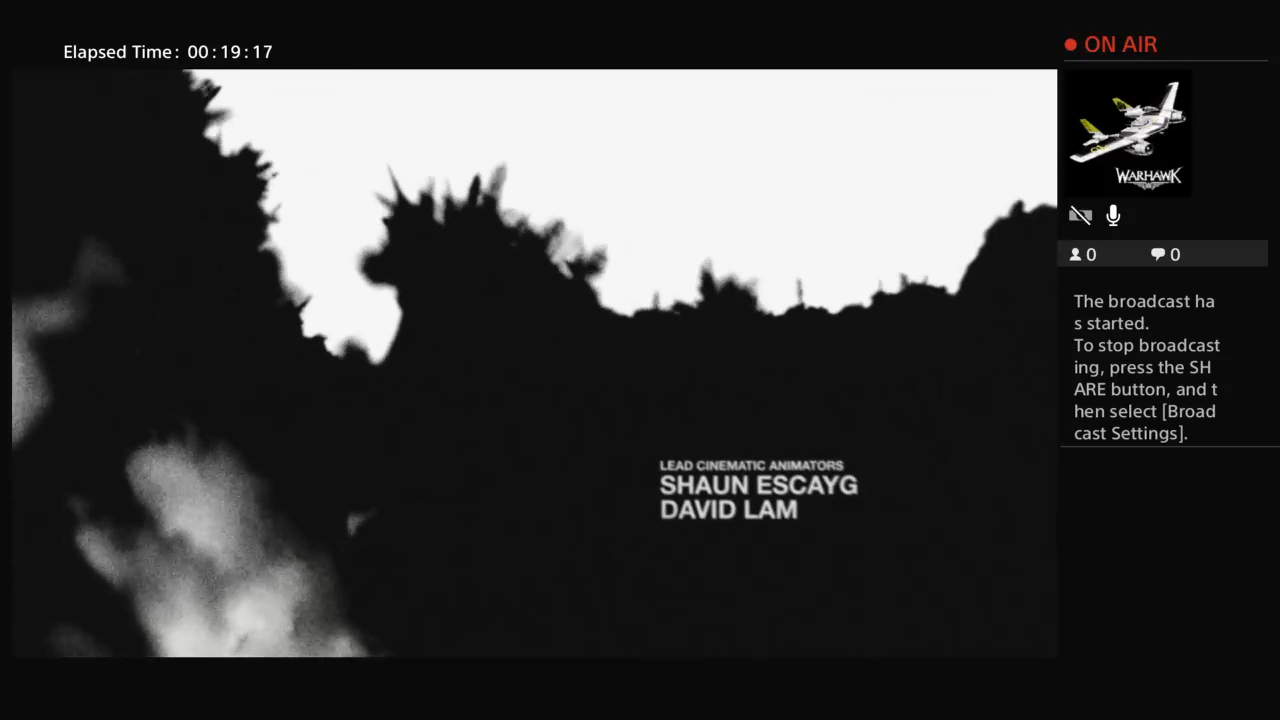 Elapsed Time: 00:19:17
ON AIR
WARHAWK
0 0
The broadcast ha
s started.
To stop broadcast
ing, press the SH
ARE button, and t
hen select [Broad
cast Settings].
LEAD CINEMATIC ANIMATORS
SHAUN ESCAYG
DAVID LAM